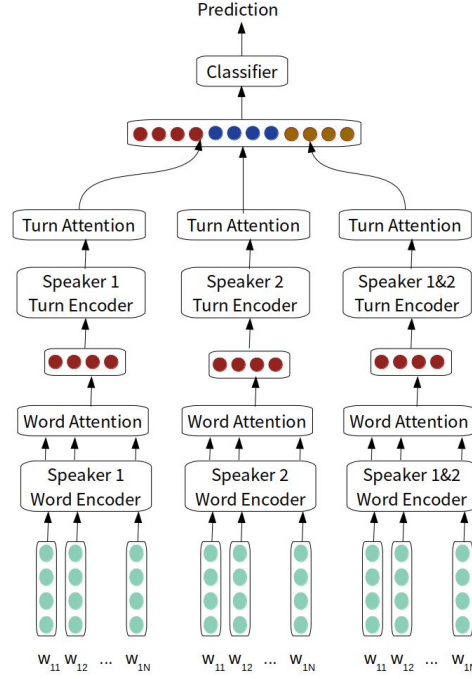 Prediction
Classifier
Turn Attention Turn Attention Turn Attention
Speaker 1 Turn Encoder
Speaker 2 Turn Encoder
Speaker 1&2 Turn Encoder
Word Attention Word Attention Word Attention
Speaker 1 Word Encoder
Speaker 2 Word Encoder
Speaker 1&2 Word Encoder
w11 w12 ... w1N w11 w12 ... w1N w11 w12 ... w1N